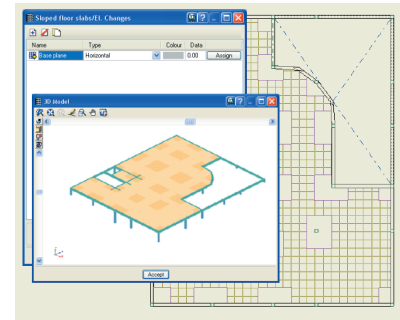 Sloped floor slabs/El. Changes
Name Type Colour Data
Base plane Horizontal 0.00 Assign
3D Model
Accept